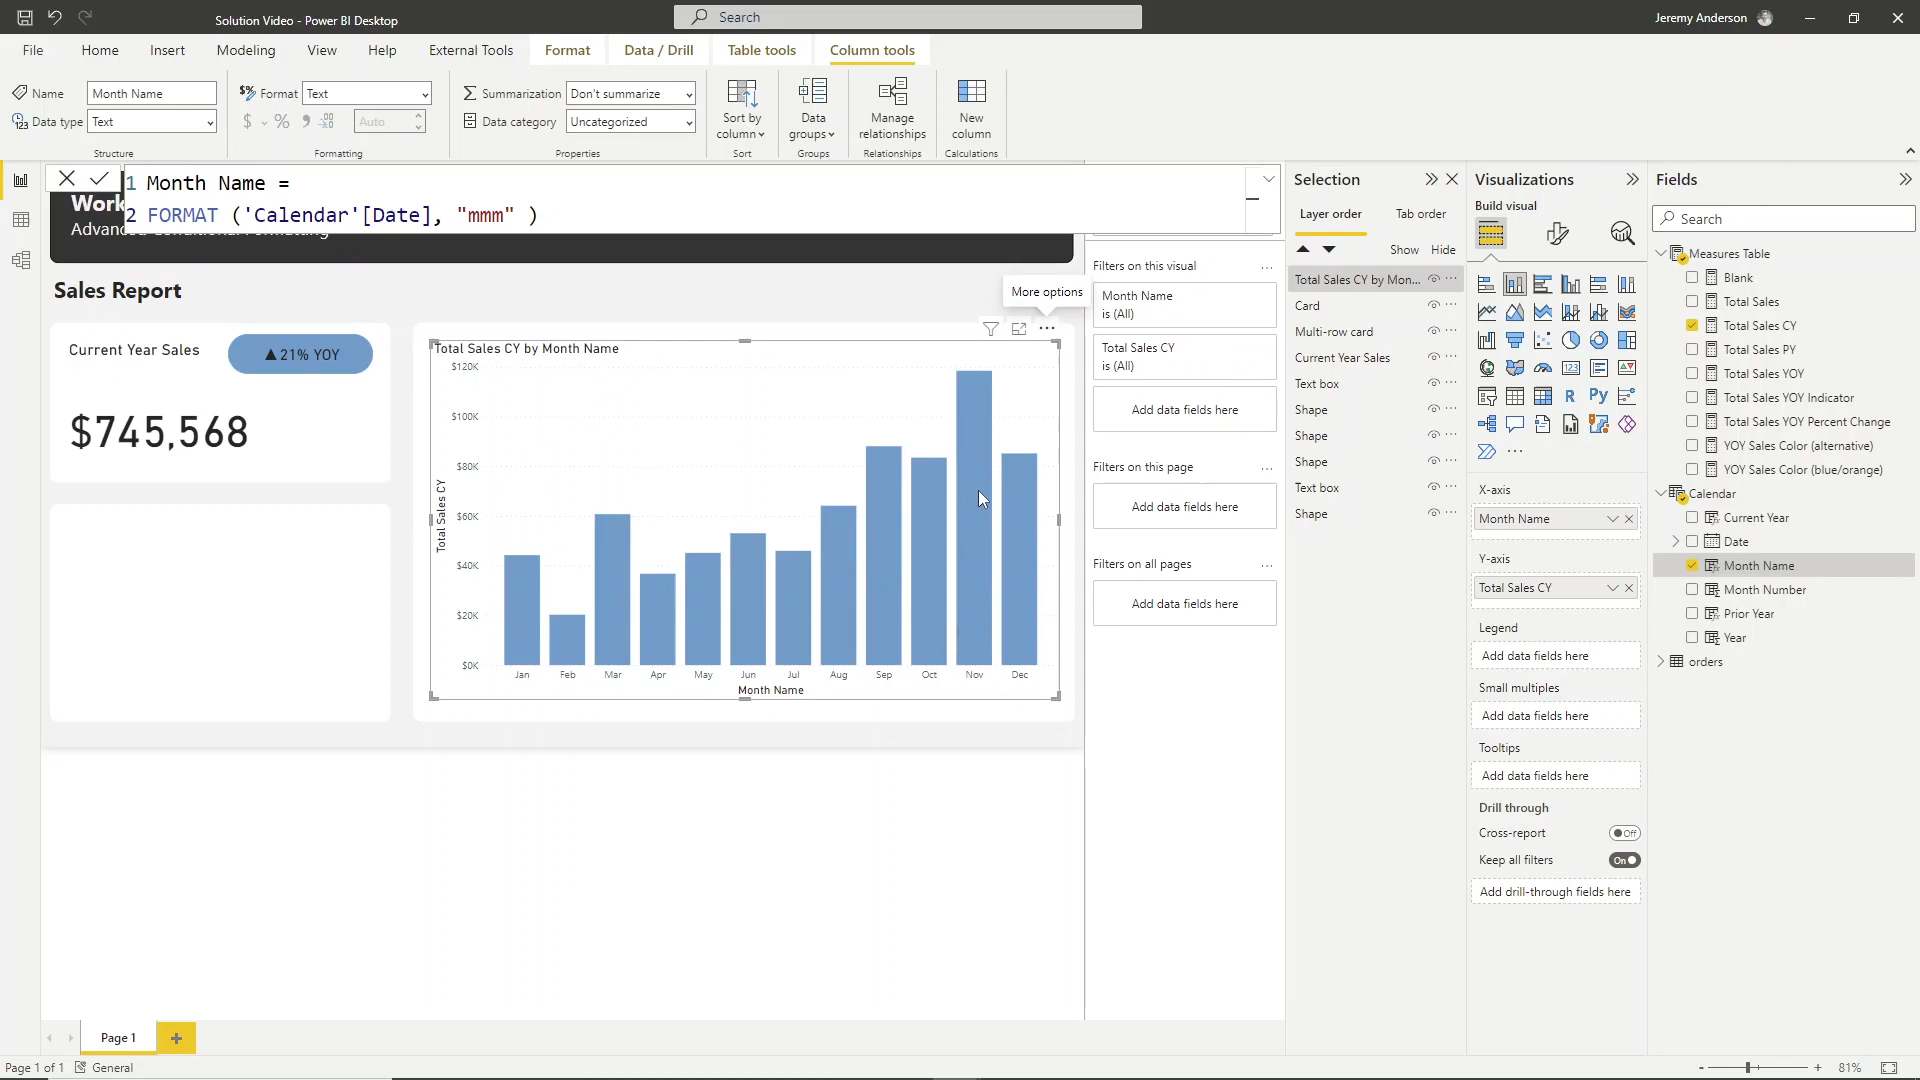 Solution Video - Power BI Desktop
Search
Jeremy Anderson
File
Home
Insert
Modeling
View
Help
External Tools
Format
Data / Drill
Table tools
Column tools
Name
Month Name
Data type
Text
Structure
Format
Text
$
%
Auto
Formatting
Summarization
Don't summarize
Data category
Uncategorized
Properties
Sort by
column
Sort
Data
groups
Groups
Manage
relationships
Relationships
New
column
Calculations
1 Month Name =
2 FORMAT ('Calendar'[Date], "mmm" )
Work
Advanced Conditional Formatting
Sales Report
Current Year Sales
▲21% YOY
$745,568
More options
Total Sales CY by Month Name
$120K
$100K
$80K
$60K
$40K
$20K
$0K
Total Sales CY
Jan Feb Mar Apr May Jun Jul Aug Sep Oct Nov Dec
Month Name
Filters on this visual
...
Month Name
is (All)
Total Sales CY
is (All)
Add data fields here
Filters on this page
...
Add data fields here
Filters on all pages
...
Add data fields here
Selection
Layer order
Tab order
Show
Hide
Total Sales CY by Mon...
Card
Multi-row card
Current Year Sales
Text box
Shape
Shape
Shape
Text box
Shape
Visualizations
Build visual
123
R
Py
...
X-axis
Month Name
Y-axis
Total Sales CY
Legend
Add data fields here
Small multiples
Add data fields here
Tooltips
Add data fields here
Drill through
Cross-report
Off
Keep all filters
On
Add drill-through fields here
Fields
Search
Measures Table
Blank
Total Sales
Total Sales CY
Total Sales PY
Total Sales YOY
Total Sales YOY Indicator
Total Sales YOY Percent Change
YOY Sales Color (alternative)
YOY Sales Color (blue/orange)
Calendar
Current Year
Date
Month Name
Month Number
Prior Year
Year
orders
Page 1
+
Page 1 of 1
General
- + 81%